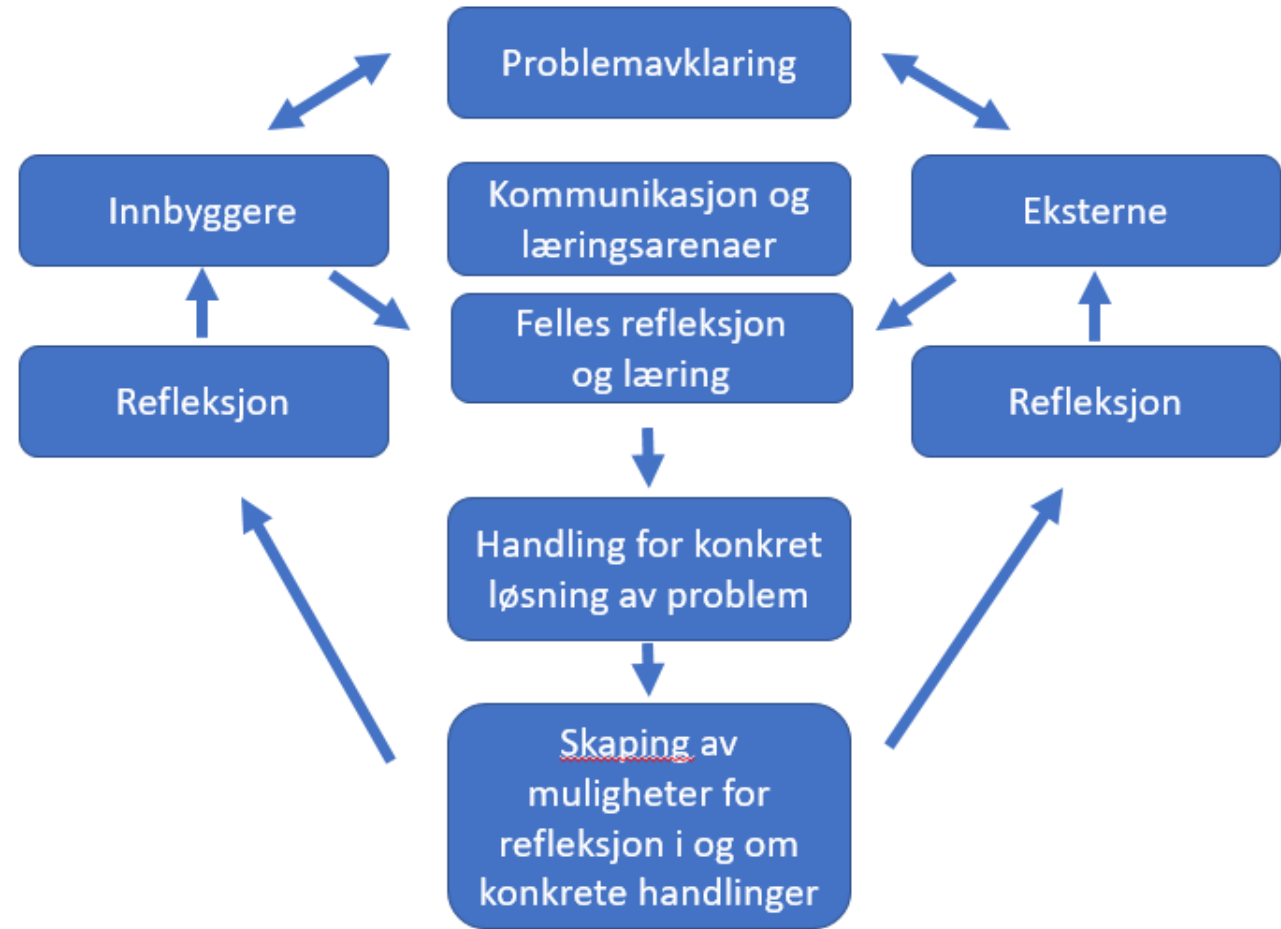 Problemavklaring
Innbyggere
Kommunikasjon og
læringsarenaer
Eksterne
Felles refleksjon
og læring
Refleksjon
Refleksjon
Handling for konkret
løsning av problem
Skaping av
muligheter for
refleksjon i og om
konkrete handlinger